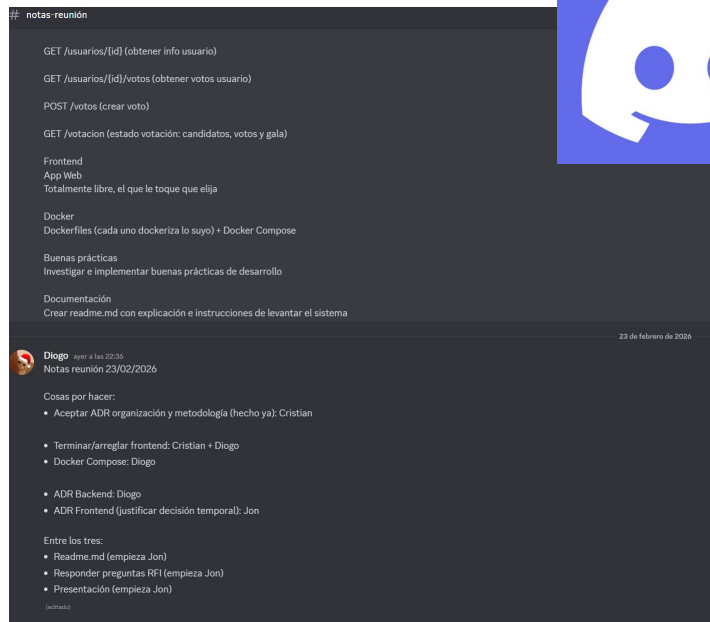 # notas-reunión
GET /usuarios/{id} (obtener info usuario)
GET /usuarios/{id}/votos (obtener votos usuario)
POST /votos (crear voto)
GET /votacion (estado votación: candidatos, votos y gala)
Frontend
App Web
Totalmente libre, el que le toque que elija
Docker
Dockerfiles (cada uno dockeriza lo suyo) + Docker Compose
Buenas prácticas
Investigar e implementar buenas prácticas de desarrollo
Documentación
Crear readme.md con explicación e instrucciones de levantar el sistema
23 de febrero de 2026
Diogo ayer a las 22:36
Notas reunión 23/02/2026
Cosas por hacer:
• Aceptar ADR organización y metodología (hecho ya): Cristian
• Terminar/arreglar frontend: Cristian + Diogo
• Docker Compose: Diogo
• ADR Backend: Diogo
• ADR Frontend (justificar decisión temporal): Jon
Entre los tres:
• Readme.md (empieza Jon)
• Responder preguntas RFI (empieza Jon)
• Presentación (empieza Jon)
(editado)